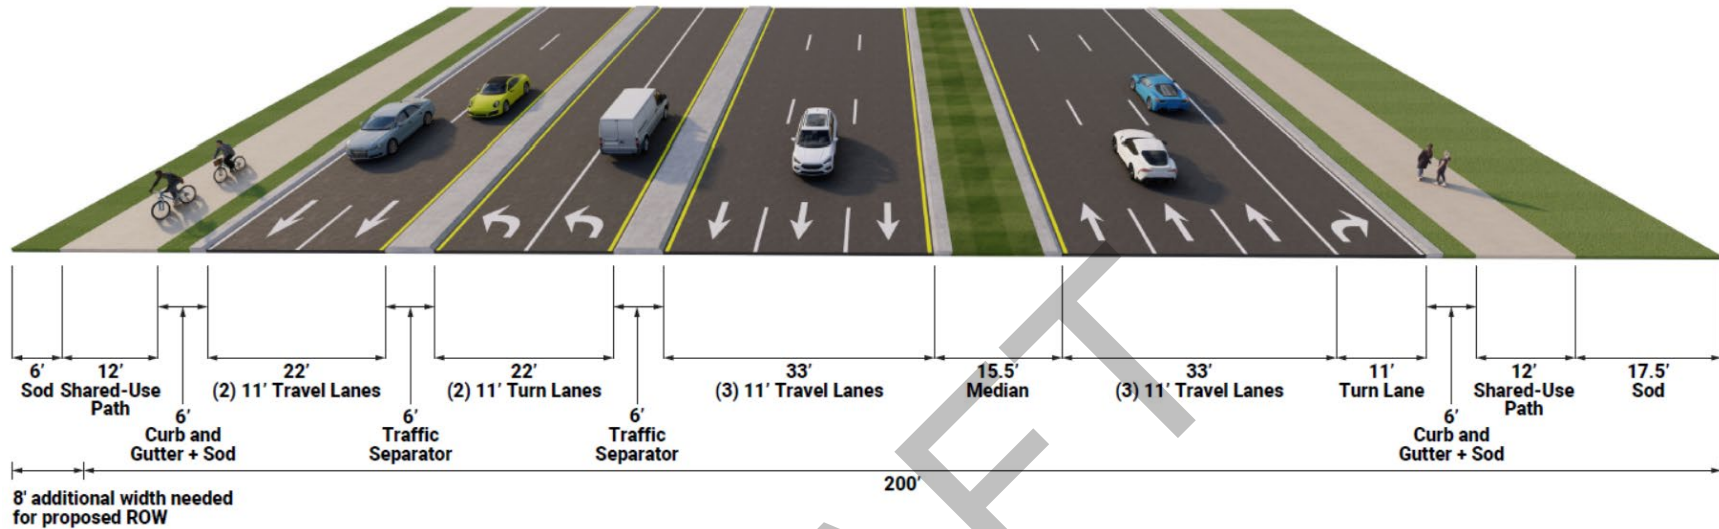 6'
Sod
12'
Shared-Use
Path
6'
Curb and
Gutter + Sod
22'
(2) 11' Travel Lanes
6'
Traffic
Separator
22'
(2) 11' Turn Lanes
6'
Traffic
Separator
33'
(3) 11' Travel Lanes
15.5'
Median
33'
(3) 11' Travel Lanes
11'
Turn Lane
6'
Curb and
Gutter + Sod
12'
Shared-Use
Path
17.5'
Sod
8' additional width needed
for proposed ROW
200'